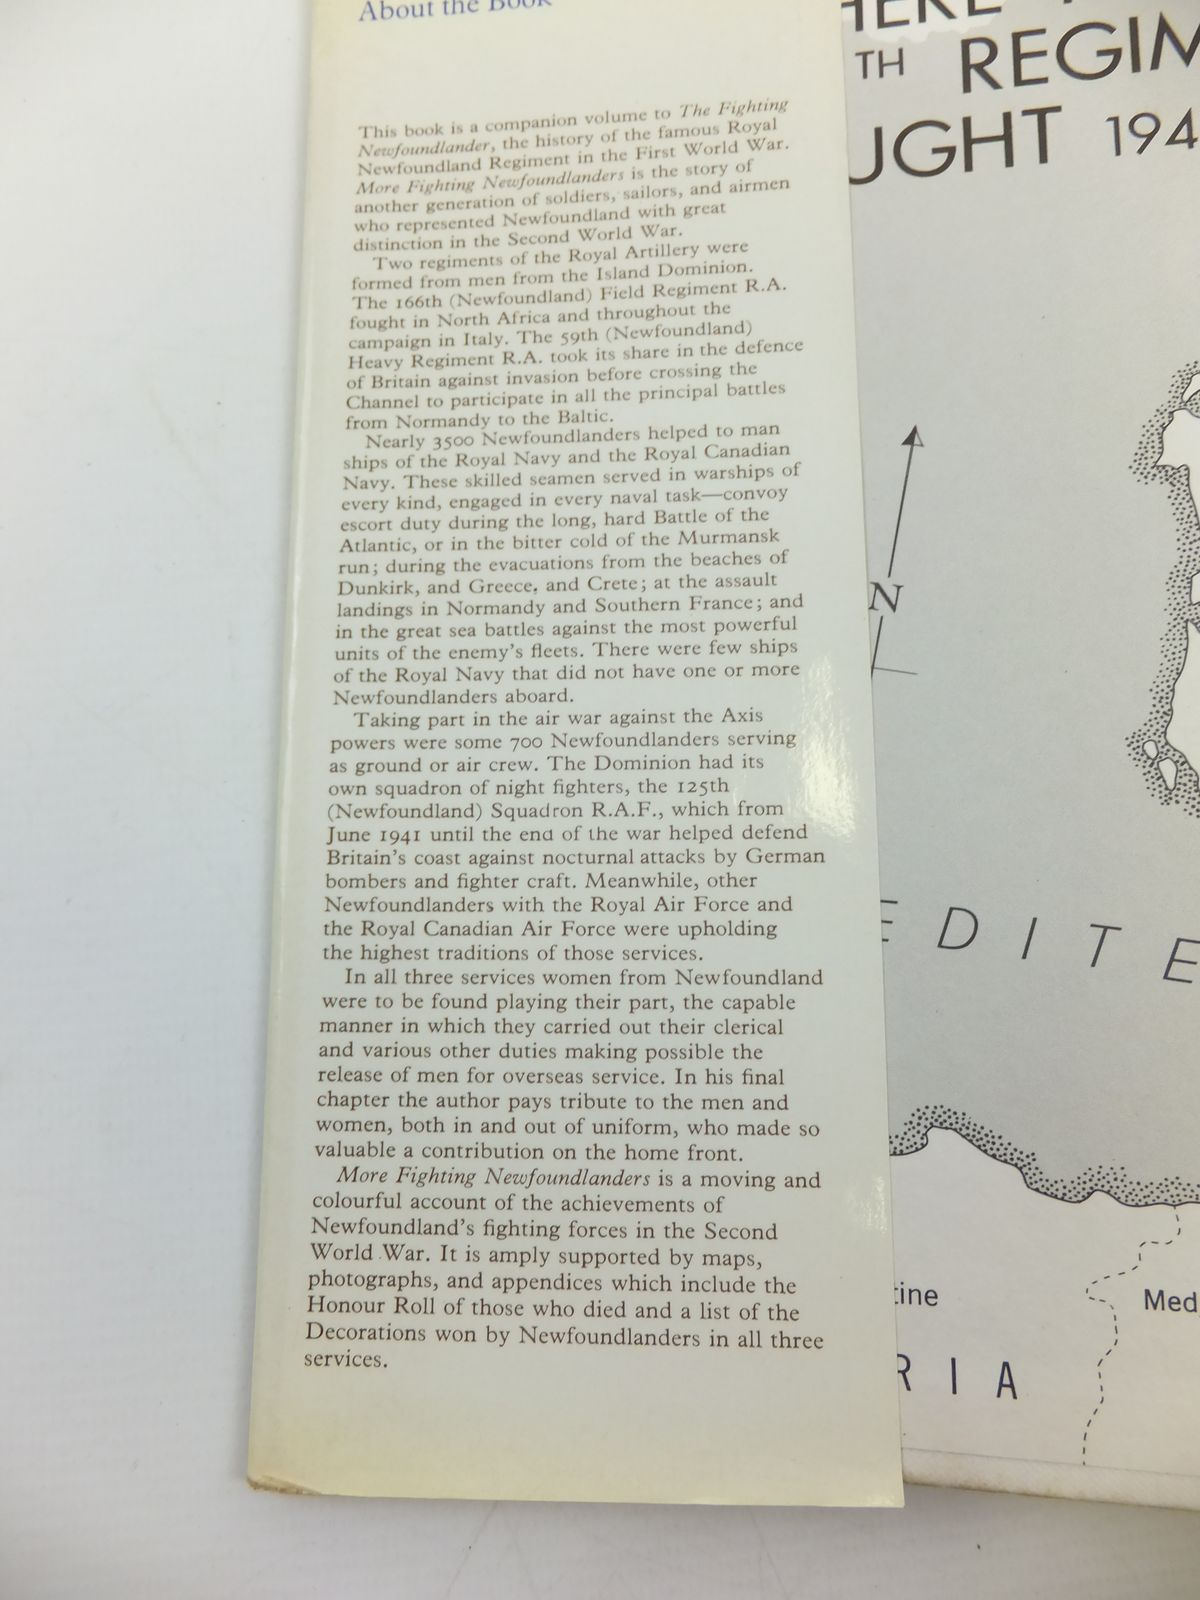 About the Book
This book is a companion volume to The Fighting
Newfoundlander, the history of the famous Royal
Newfoundland Regiment in the First World War.
More Fighting Newfoundlanders is the story of
another generation of soldiers, sailors, and airmen
who represented Newfoundland with great
distinction in the Second World War.
Two regiments of the Royal Artillery were
formed from men from the Island Dominion.
The 166th (Newfoundland) Field Regiment R.A.
fought in North Africa and throughout the
campaign in Italy. The 59th (Newfoundland)
Heavy Regiment R.A. took its share in the defence
of Britain against invasion before crossing the
Channel to participate in all the principal battles
from Normandy to the Baltic.
Nearly 3500 Newfoundlanders helped to man
ships of the Royal Navy and the Royal Canadian
Navy. These skilled seamen served in warships of
every kind, engaged in every naval task—convoy
escort duty during the long, hard Battle of the
Atlantic, or in the bitter cold of the Murmansk
run; during the evacuations from the beaches of
Dunkirk, and Greece, and Crete; at the assault
landings in Normandy and Southern France; and
in the great sea battles against the most powerful
units of the enemy's fleets. There were few ships
of the Royal Navy that did not have one or more
Newfoundlanders aboard.
Taking part in the air war against the Axis
powers were some 700 Newfoundlanders serving
as ground or air crew. The Dominion had its
own squadron of night fighters, the 125th
(Newfoundland) Squadron R.A.F., which from
June 1941 until the end of the war helped defend
Britain's coast against nocturnal attacks by German
bombers and fighter craft. Meanwhile, other
Newfoundlanders with the Royal Air Force and
the Royal Canadian Air Force were upholding
the highest traditions of those services.
In all three services women from Newfoundland
were to be found playing their part, the capable
manner in which they carried out their clerical
and various other duties making possible the
release of men for overseas service. In his final
chapter the author pays tribute to the men and
women, both in and out of uniform, who made so
valuable a contribution on the home front.
More Fighting Newfoundlanders is a moving and
colourful account of the achievements of
Newfoundland's fighting forces in the Second
World War. It is amply supported by maps,
photographs, and appendices which include the
Honour Roll of those who died and a list of the
Decorations won by Newfoundlanders in all three
services.
HERE
TH REGIM
UGHT 194
N
EDITE
tine
Med
RIA